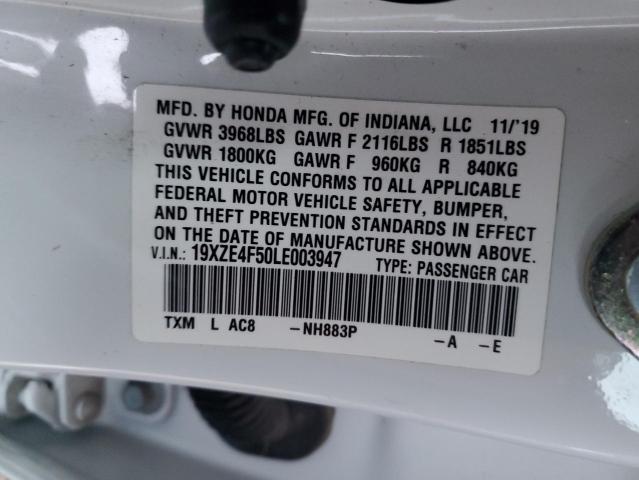 MFD. BY HONDA MFG. OF INDIANA, LLC 11/'19
GVWR 3968LBS GAWR F 2116LBS R 1851LBS
GVWR 1800KG GAWR F 960KG R 840KG
THIS VEHICLE CONFORMS TO ALL APPLICABLE
FEDERAL MOTOR VEHICLE SAFETY, BUMPER,
AND THEFT PREVENTION STANDARDS IN EFFECT
ON THE DATE OF MANUFACTURE SHOWN ABOVE.
V.I.N.: 19XZE4F50LE003947 TYPE: PASSENGER CAR
TXM L AC8 -NH883P -A -E